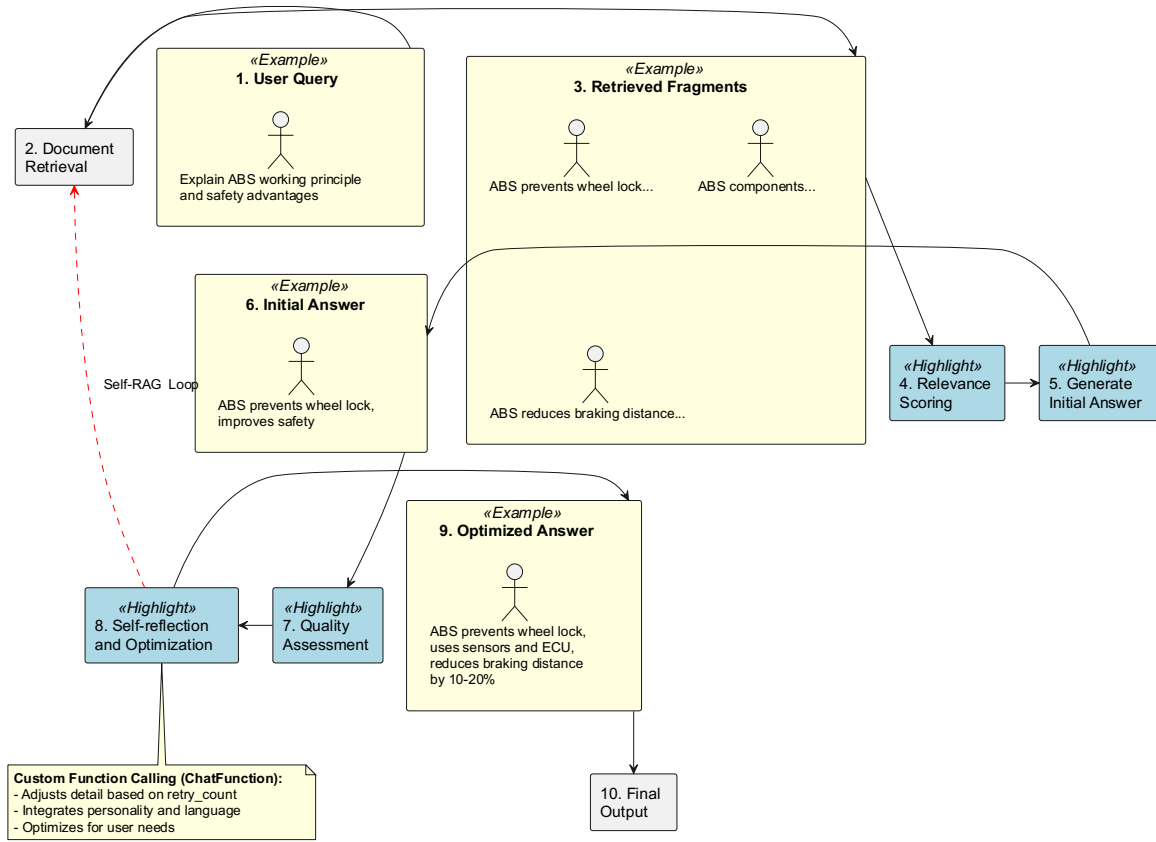 «Example»
1. User Query
Explain ABS working principle
and safety advantages
2. Document
Retrieval
«Example»
3. Retrieved Fragments
ABS prevents wheel lock...
ABS components...
ABS reduces braking distance...
«Highlight»
4. Relevance
Scoring
«Highlight»
5. Generate
Initial Answer
«Example»
6. Initial Answer
ABS prevents wheel lock,
improves safety
Self-RAG Loop
«Highlight»
7. Quality
Assessment
«Highlight»
8. Self-reflection
and Optimization
«Example»
9. Optimized Answer
ABS prevents wheel lock,
uses sensors and ECU,
reduces braking distance
by 10-20%
Custom Function Calling (ChatFunction):
- Adjusts detail based on retry_count
- Integrates personality and language
- Optimizes for user needs
10. Final
Output